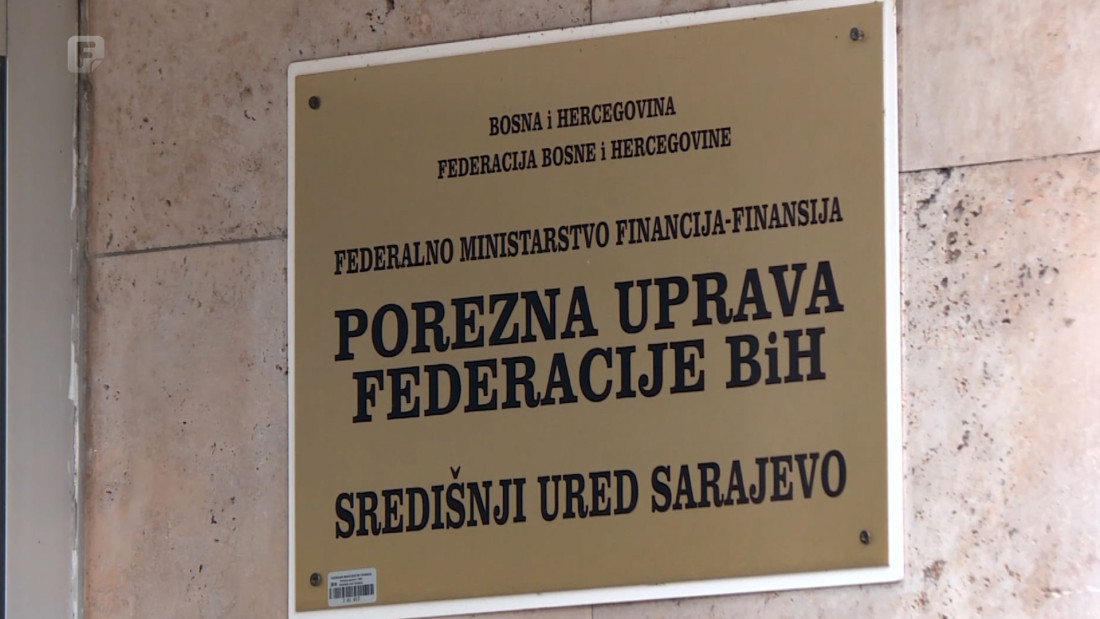 F
BOSNA i HERCEGOVINA
FEDERACIJA BOSNE i HERCEGOVINE
FEDERALNO MINISTARSTVO FINANCIJA-FINANSIJA
POREZNA UPRAVA
FEDERACIJE BiH
SREDIŠNJI URED SARAJEVO